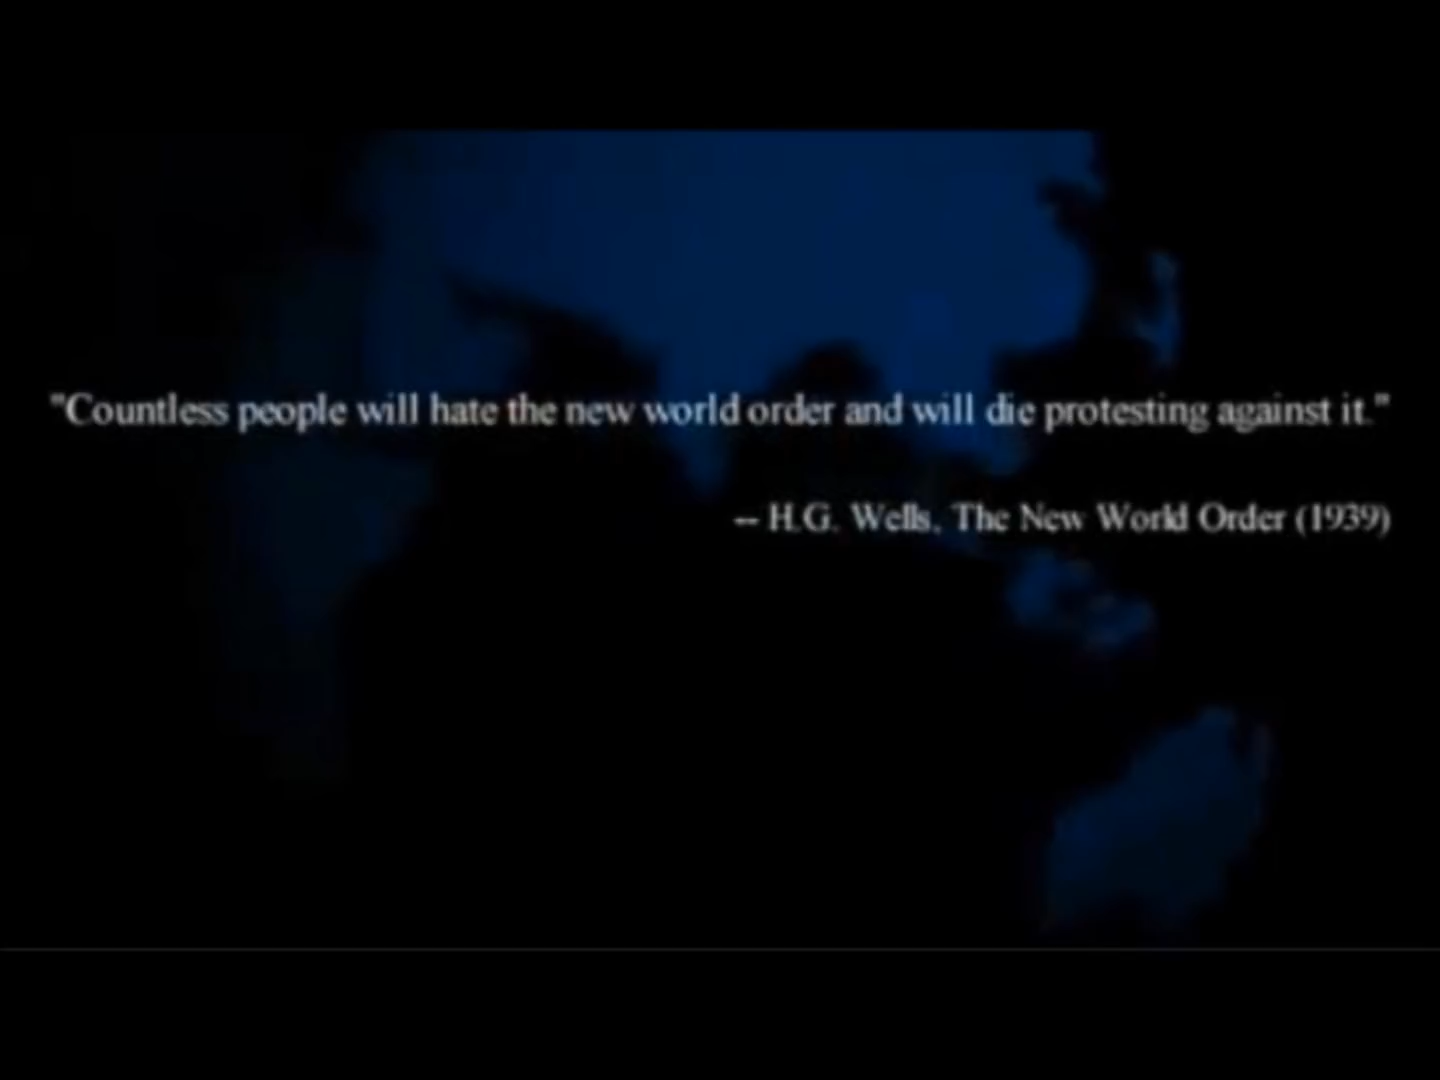 "Countless people will hate the new world order and will die protesting against it."
-- H.G. Wells, The New World Order (1939)